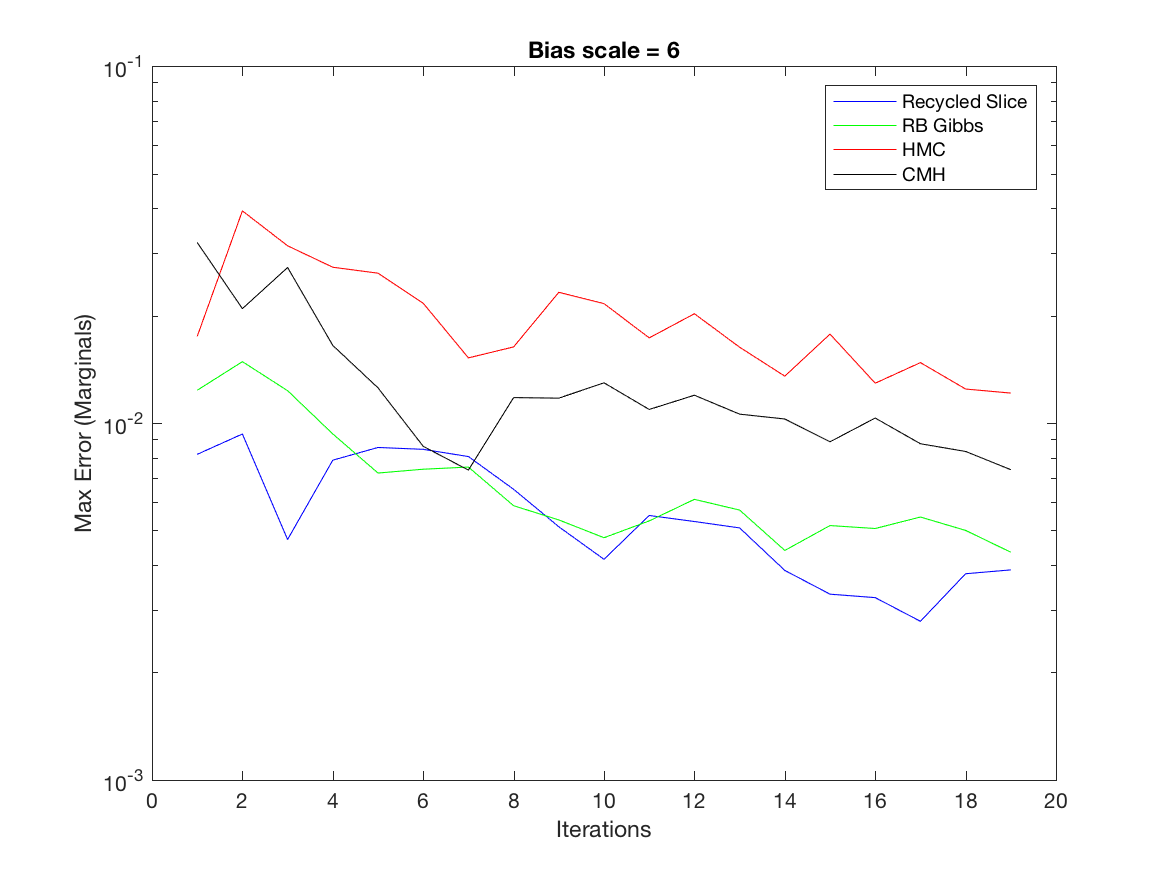 Bias scale = 6
10^-1
10^-2
10^-3
Max Error (Marginals)
Recycled Slice
RB Gibbs
HMC
CMH
0 2 4 6 8 10 12 14 16 18 20
Iterations